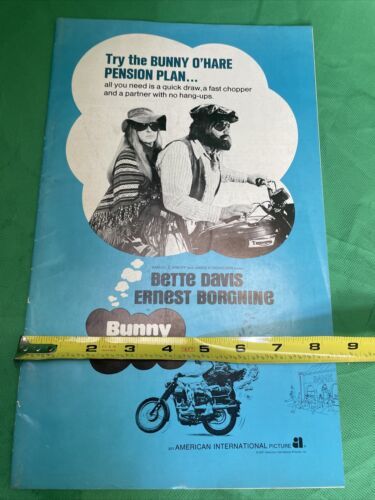 Try the BUNNY O'HARE
PENSION PLAN...
all you need is a quick draw, a fast chopper
and a partner with no hang-ups.
Triumph
BETTE DAVIS
ERNEST BORGNINE
Bunny
2 3 4 5 6 7 8 9
an AMERICAN INTERNATIONAL PICTURE